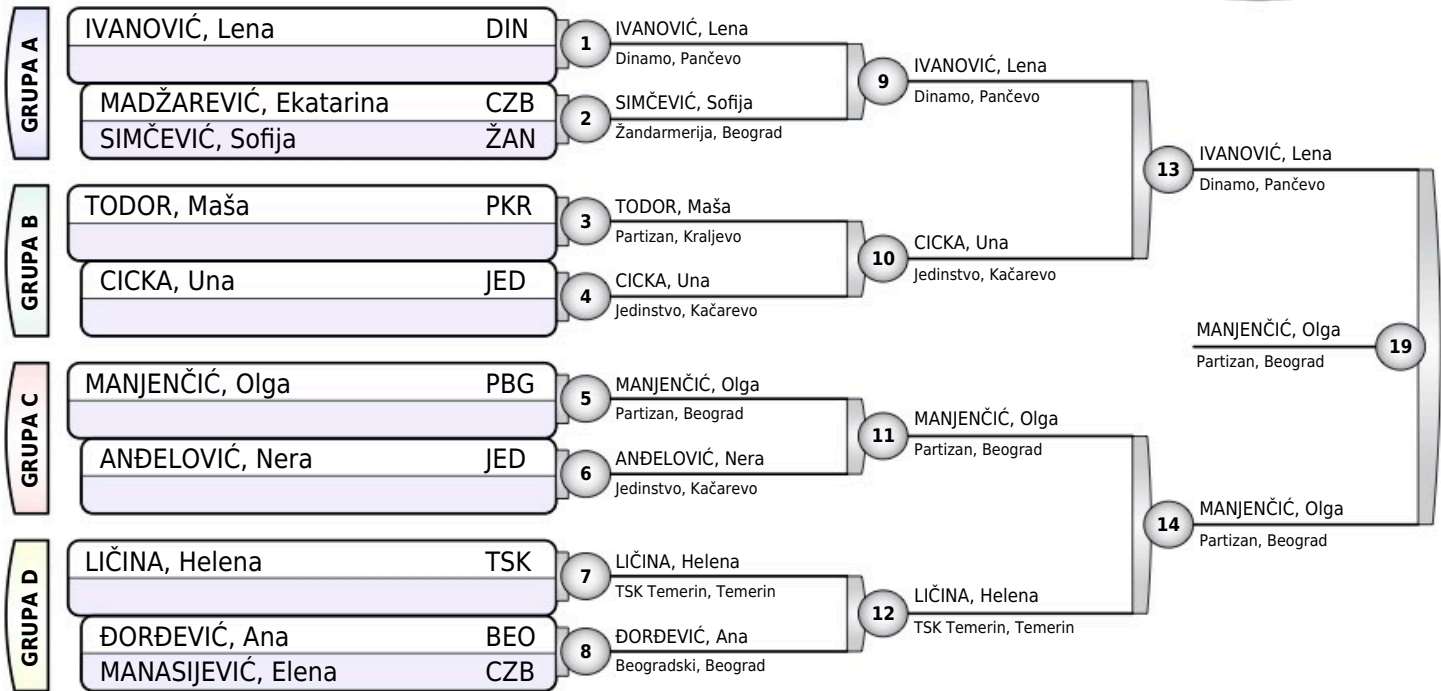 GRUPA A
IVANOVIĆ, Lena DIN
MADŽAREVIĆ, Ekatarina CZB
SIMČEVIĆ, Sofija ŽAN
1
IVANOVIĆ, Lena
Dinamo, Pančevo
2
SIMČEVIĆ, Sofija
Žandarmerija, Beograd
9
IVANOVIĆ, Lena
Dinamo, Pančevo
GRUPA B
TODOR, Maša PKR
CICKA, Una JED
3
TODOR, Maša
Partizan, Kraljevo
4
CICKA, Una
Jedinstvo, Kačarevo
10
CICKA, Una
Jedinstvo, Kačarevo
13
IVANOVIĆ, Lena
Dinamo, Pančevo
GRUPA C
MANJENČIĆ, Olga PBG
ANĐELOVIĆ, Nera JED
5
MANJENČIĆ, Olga
Partizan, Beograd
6
ANĐELOVIĆ, Nera
Jedinstvo, Kačarevo
11
MANJENČIĆ, Olga
Partizan, Beograd
GRUPA D
LIČINA, Helena TSK
ĐORĐEVIĆ, Ana BEO
MANASIJEVIĆ, Elena CZB
7
LIČINA, Helena
TSK Temerin, Temerin
8
ĐORĐEVIĆ, Ana
Beogradski, Beograd
12
LIČINA, Helena
TSK Temerin, Temerin
14
MANJENČIĆ, Olga
Partizan, Beograd
MANJENČIĆ, Olga
Partizan, Beograd
19